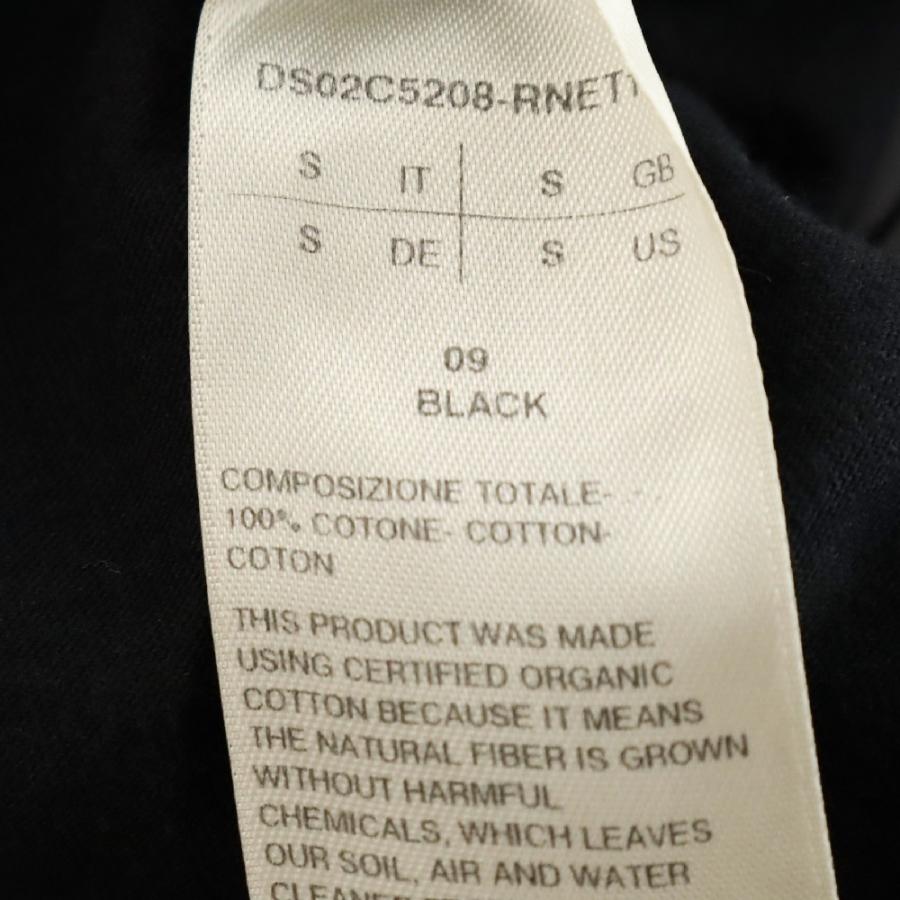 DS02C5208-RNET
S IT S GB
S DE S US
09
BLACK
COMPOSIZIONE TOTALE-
100% COTONE- COTTON-
COTON
THIS PRODUCT WAS MADE
USING CERTIFIED ORGANIC
COTTON BECAUSE IT MEANS
THE NATURAL FIBER IS GROWN
WITHOUT HARMFUL
CHEMICALS, WHICH LEAVES
OUR SOIL, AIR AND WATER